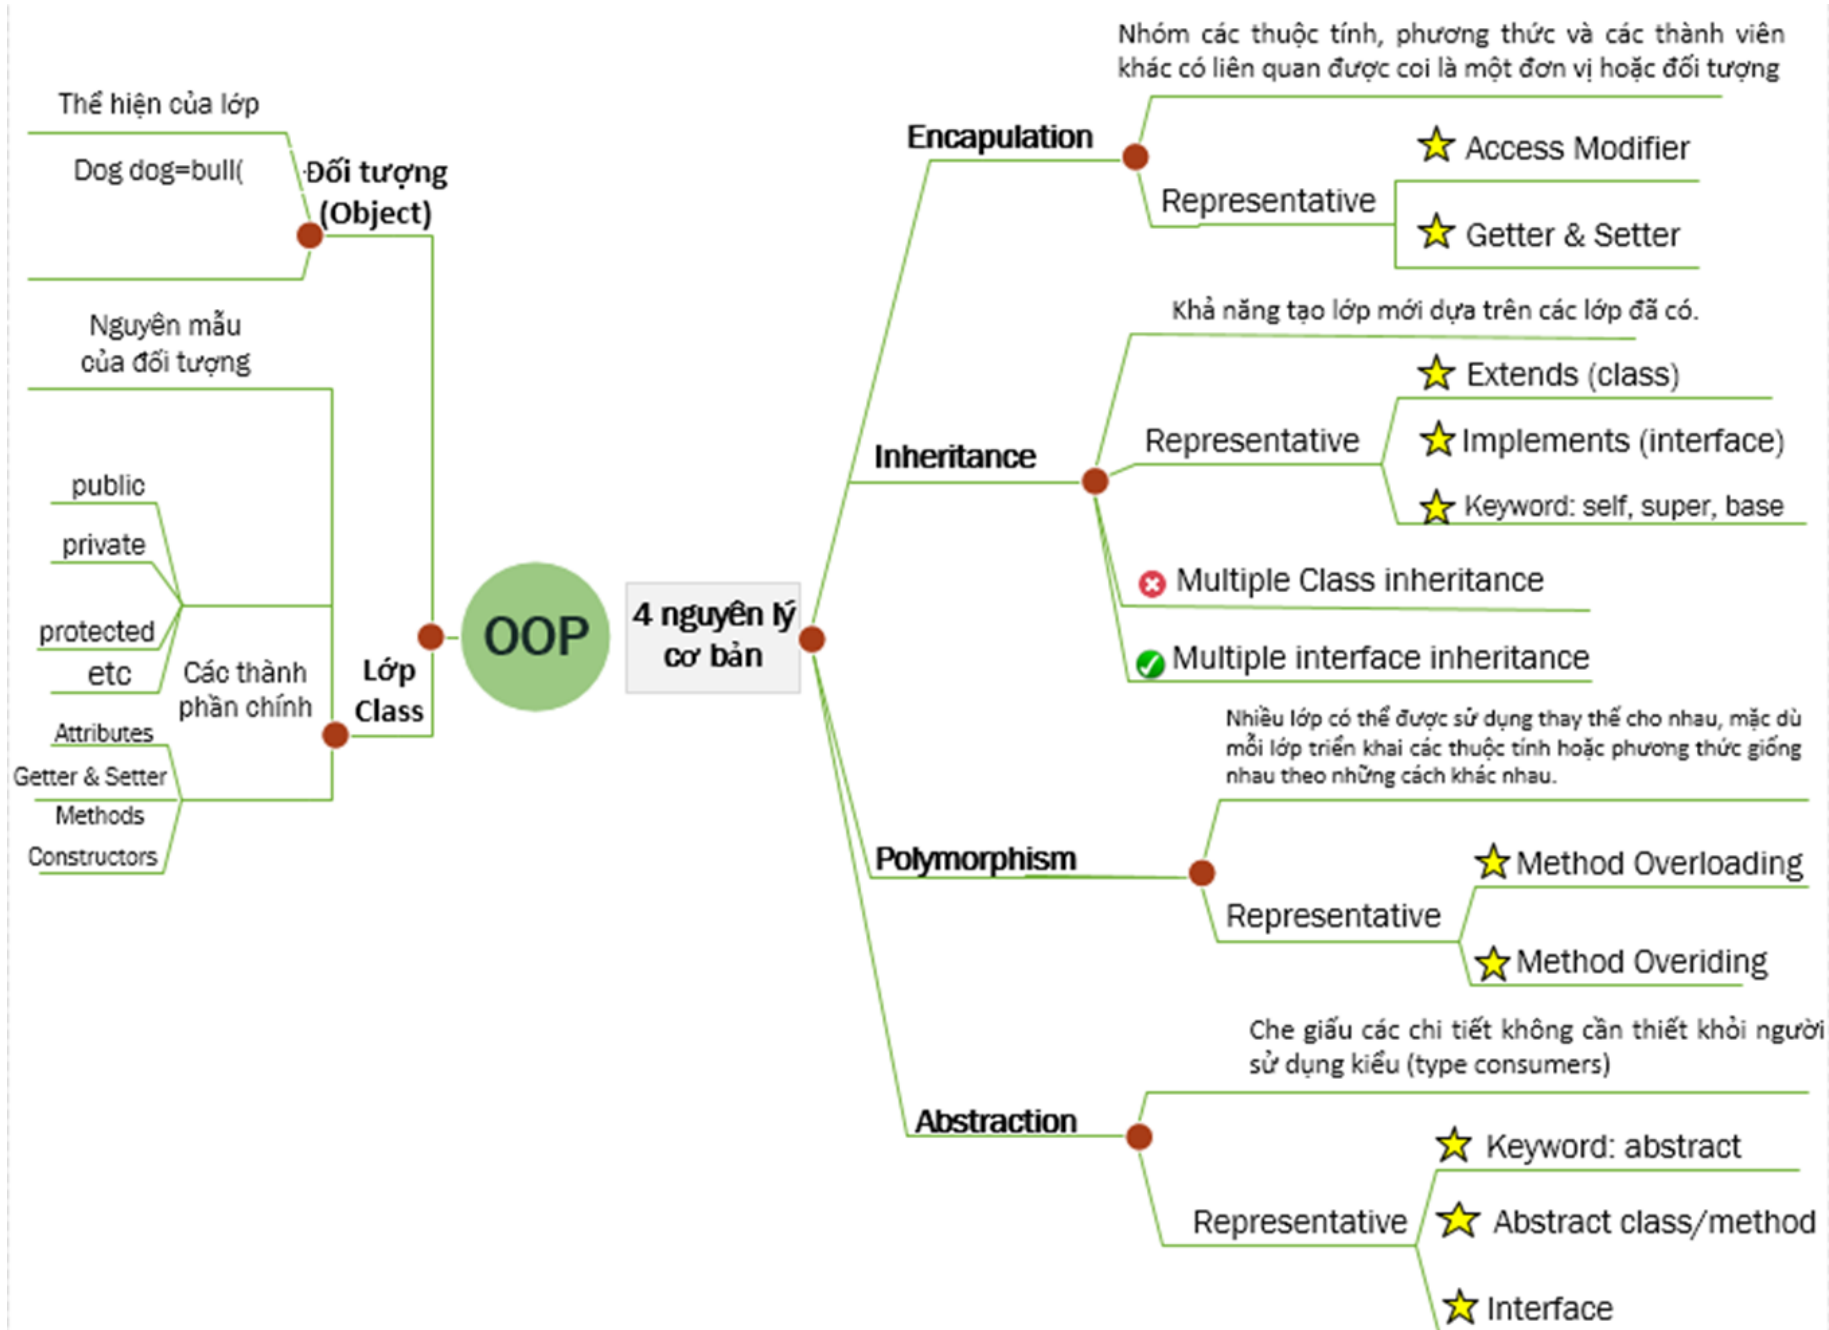 Thể hiện của lớp
Dog dog=bull(
Đối tượng
(Object)
Nguyên mẫu
của đối tượng
public
private
protected
etc
Các thành
phần chính
Lớp
Class
Attributes
Getter & Setter
Methods
Constructors
OOP
4 nguyên lý
cơ bản
Encapulation
Nhóm các thuộc tính, phương thức và các thành viên
khác có liên quan được coi là một đơn vị hoặc đối tượng
Representative
Access Modifier
Getter & Setter
Inheritance
Khả năng tạo lớp mới dựa trên các lớp đã có.
Representative
Extends (class)
Implements (interface)
Keyword: self, super, base
Multiple Class inheritance
Multiple interface inheritance
Polymorphism
Nhiều lớp có thể được sử dụng thay thế cho nhau, mặc dù
mỗi lớp triển khai các thuộc tính hoặc phương thức giống
nhau theo những cách khác nhau.
Representative
Method Overloading
Method Overiding
Abstraction
Che giấu các chi tiết không cần thiết khỏi người
sử dụng kiểu (type consumers)
Representative
Keyword: abstract
Abstract class/method
Interface